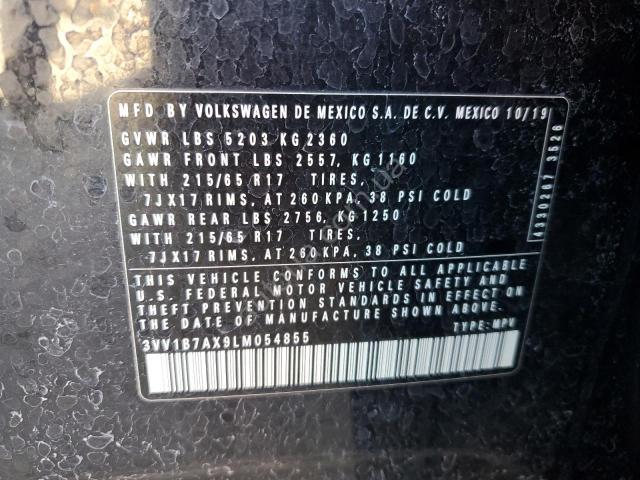 MFD BY VOLKSWAGEN DE MEXICO S.A. DE C.V. MEXICO 10/19
GVWR LBS 5203 KG 2360
GAWR FRONT LBS 2557, KG 1160
WITH 215/65 R17 TIRES,
7JX17 RIMS, AT 260 KPA, 38 PSI COLD
GAWR REAR LBS 2756, KG 1250
WITH 215/65 R17 TIRES,
7JX17 RIMS, AT 260 KPA, 38 PSI COLD
THIS VEHICLE CONFORMS TO ALL APPLICABLE
U.S. FEDERAL MOTOR VEHICLE SAFETY AND
THEFT PREVENTION STANDARDS IN EFFECT ON
THE DATE OF MANUFACTURE SHOWN ABOVE.
3VV1B7AX9LM054855 TYPE: MPV
4330267 3526